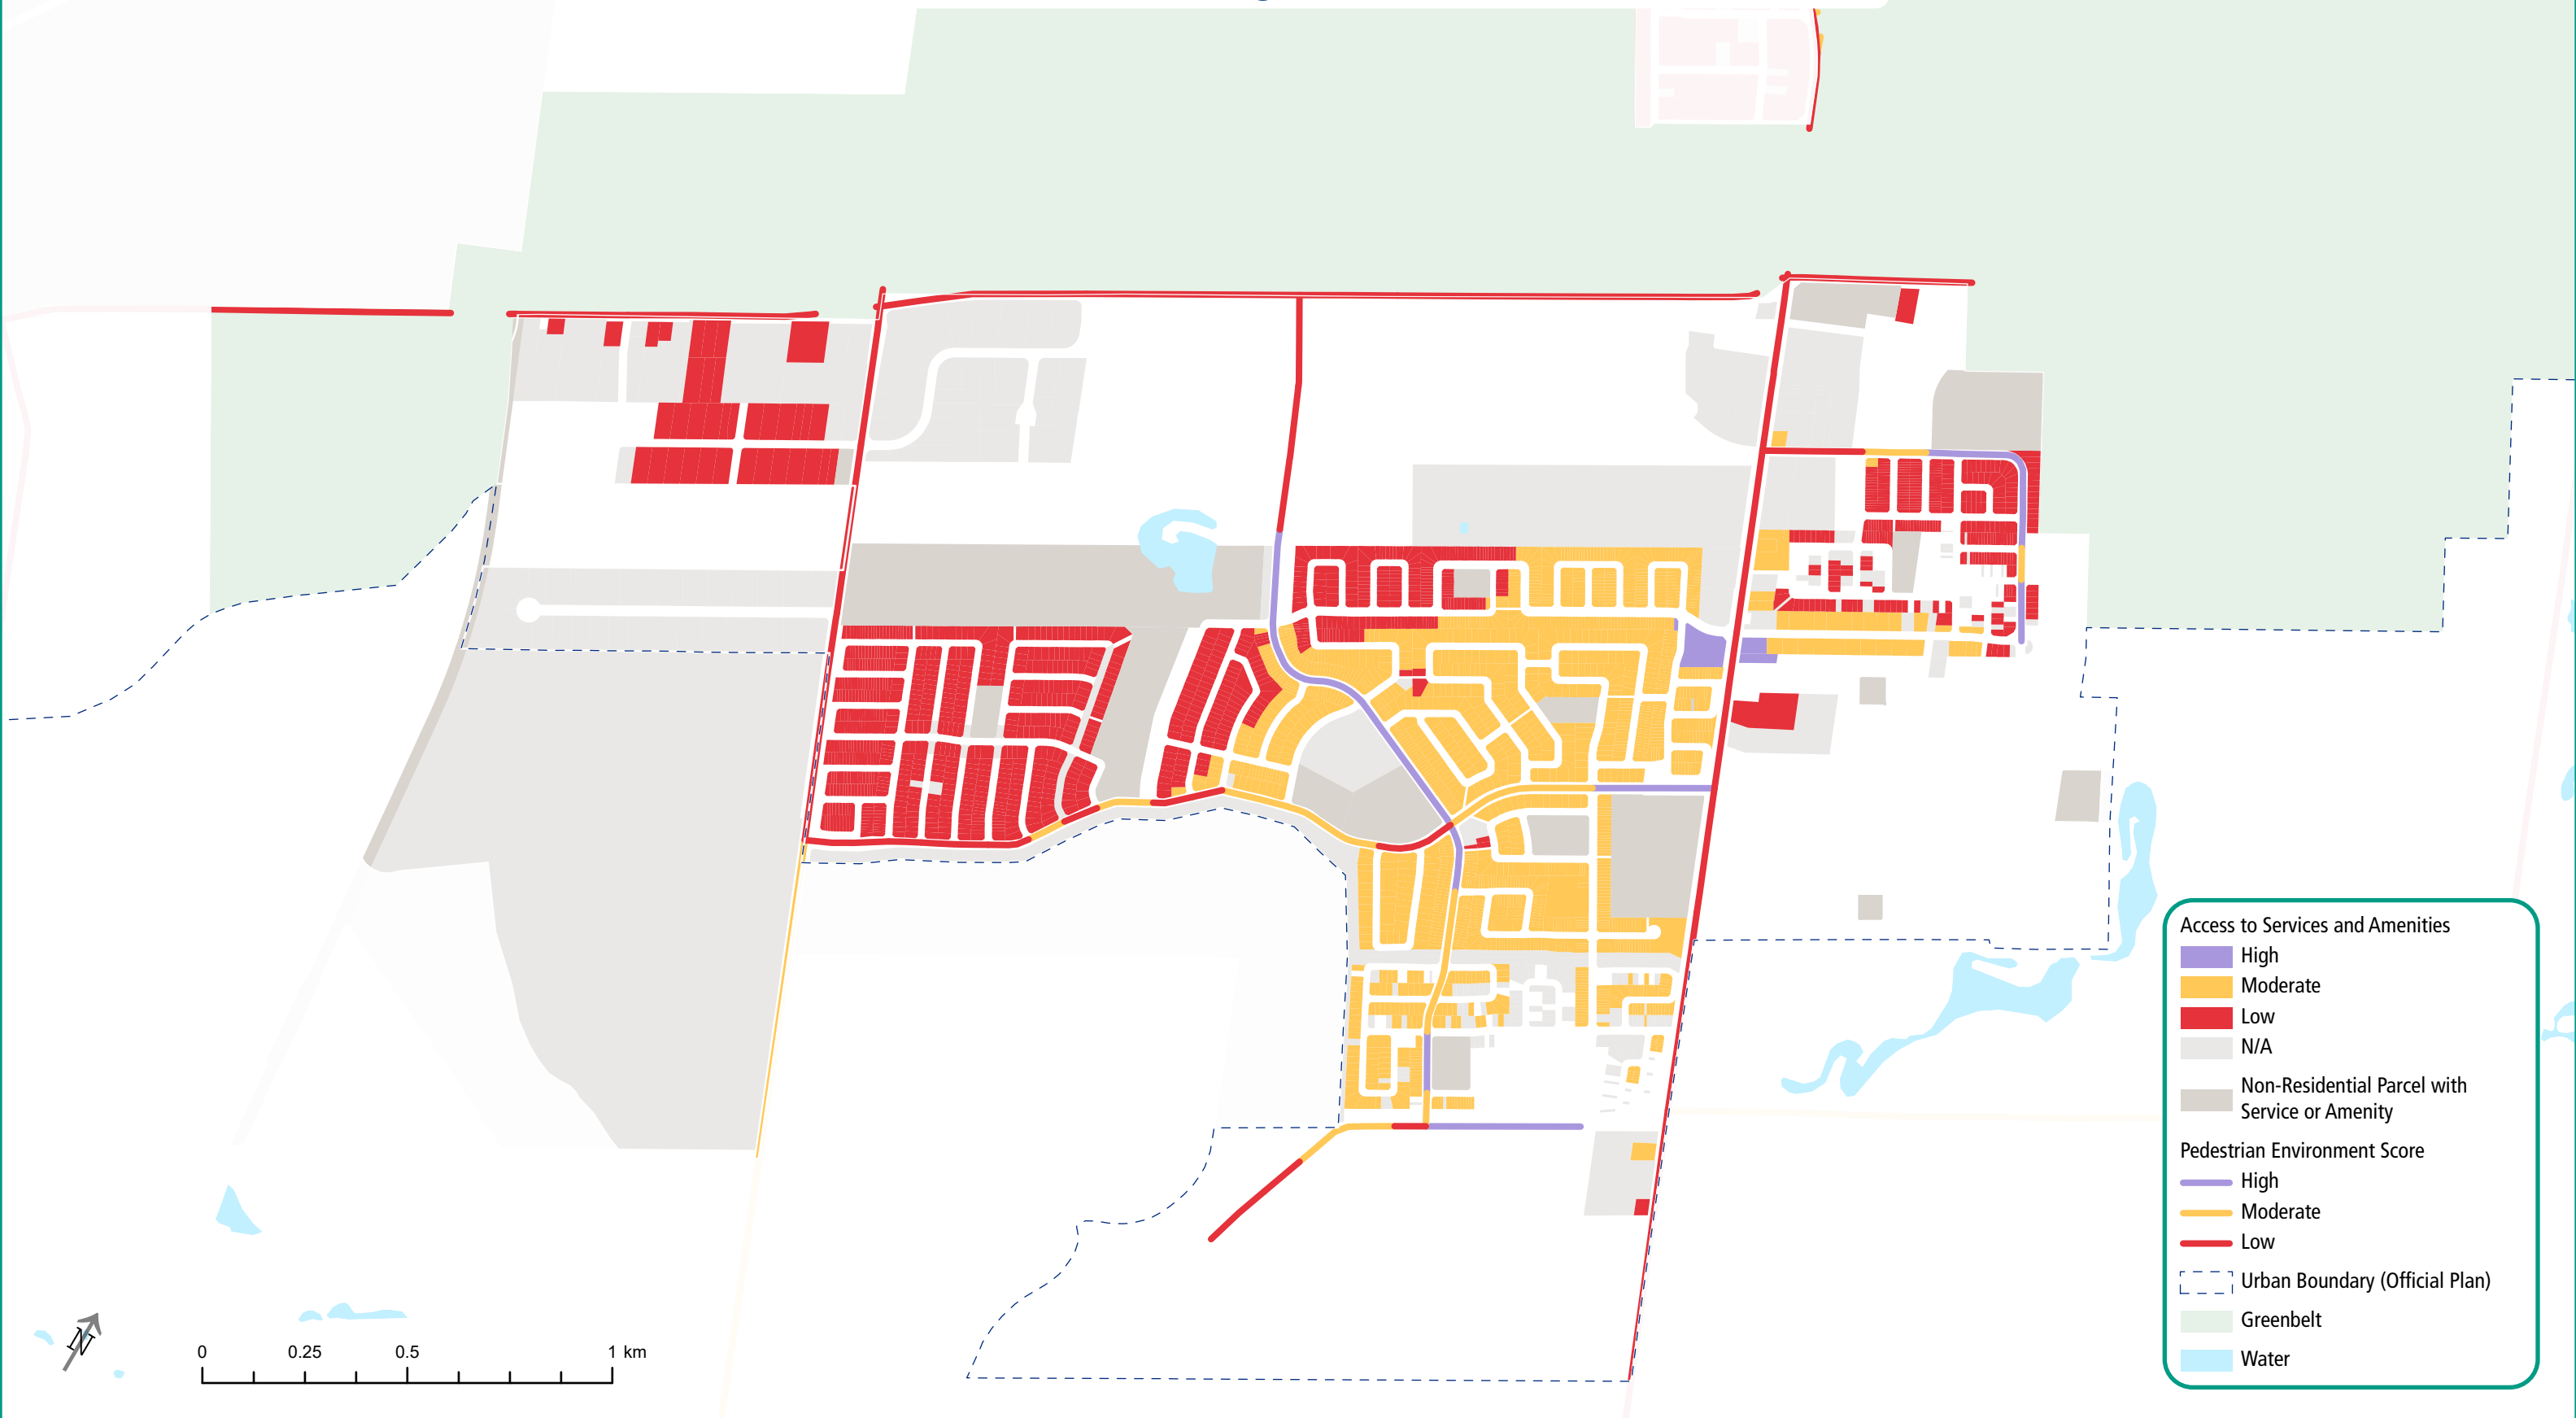 Access to Services and Amenities
High
Moderate
Low
N/A
Non-Residential Parcel with
Service or Amenity
Pedestrian Environment Score
High
Moderate
Low
Urban Boundary (Official Plan)
Greenbelt
Water
N
0 0.25 0.5 1 km